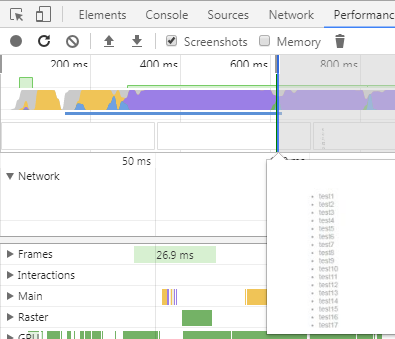 Elements Console Sources Network Performanc
Screenshots Memory
200 ms 400 ms 600 ms 800 ms
50 ms
Network
Frames 26.9 ms
Interactions
Main
Raster
test1
test2
test3
test4
test5
test6
test7
test8
test9
test10
test11
test12
test13
test14
test15
test16
test17